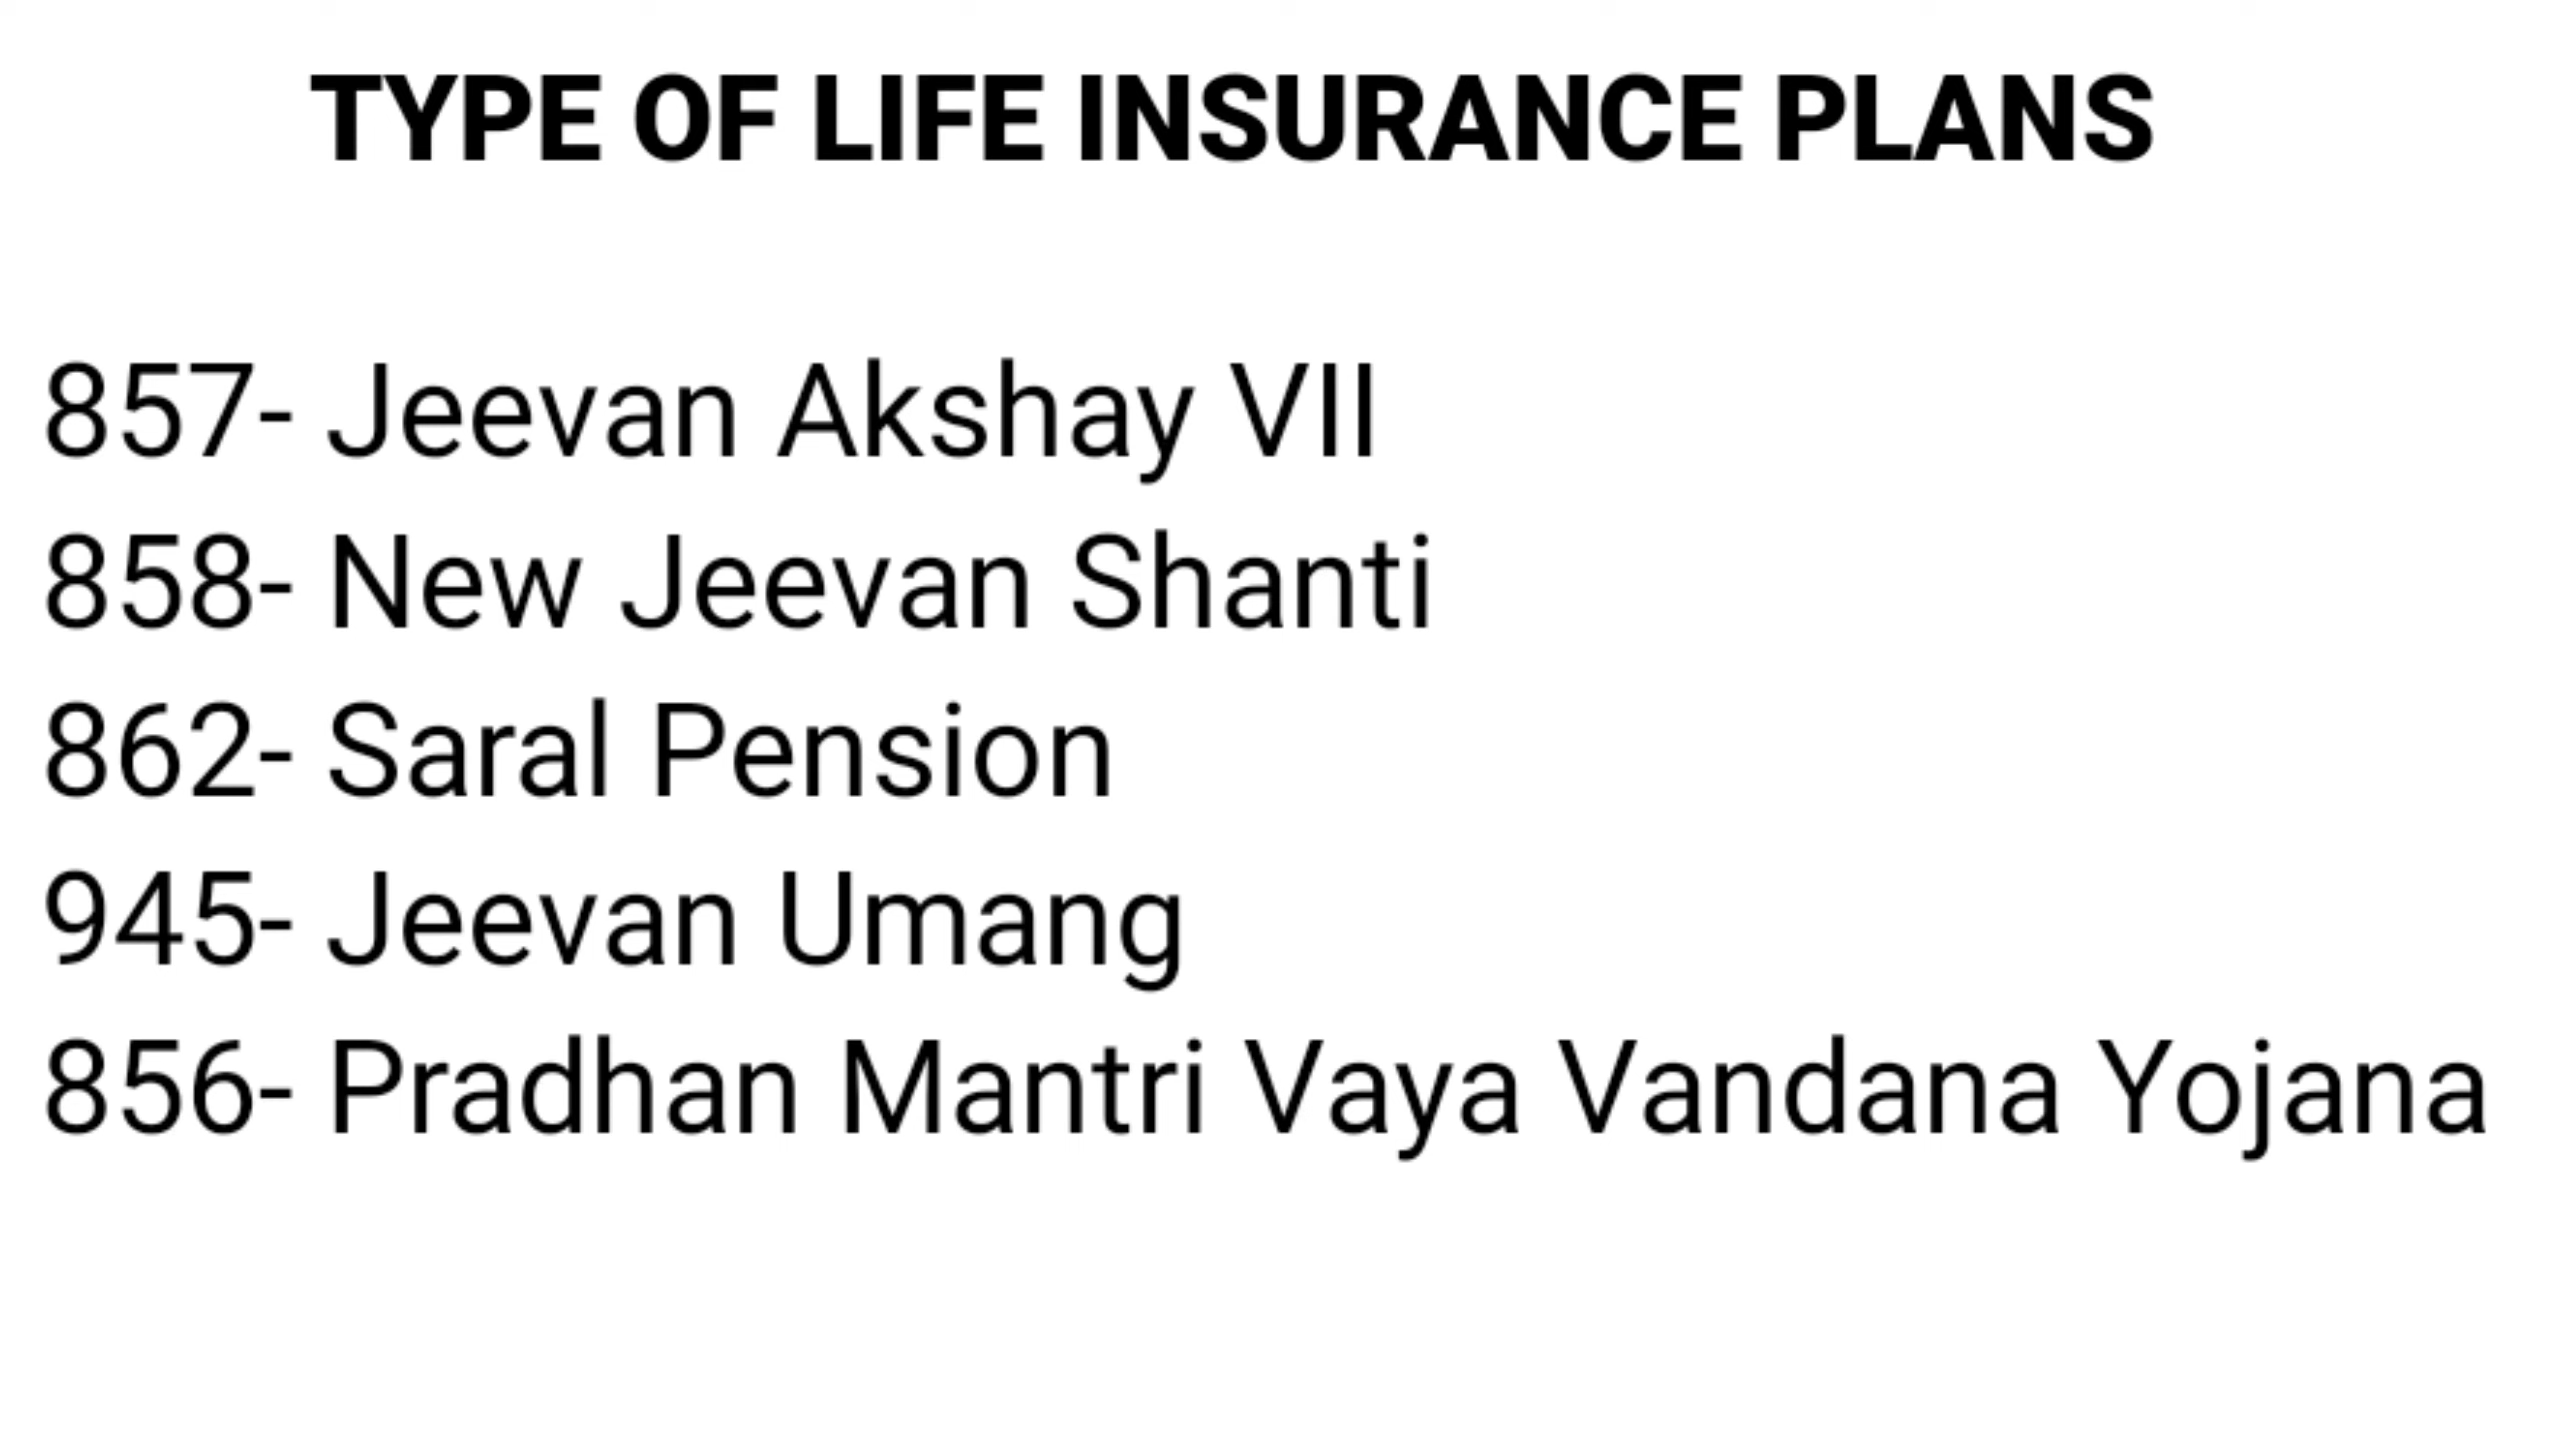 TYPE OF LIFE INSURANCE PLANS
857- Jeevan Akshay VII
858- New Jeevan Shanti
862- Saral Pension
945- Jeevan Umang
856- Pradhan Mantri Vaya Vandana Yojana